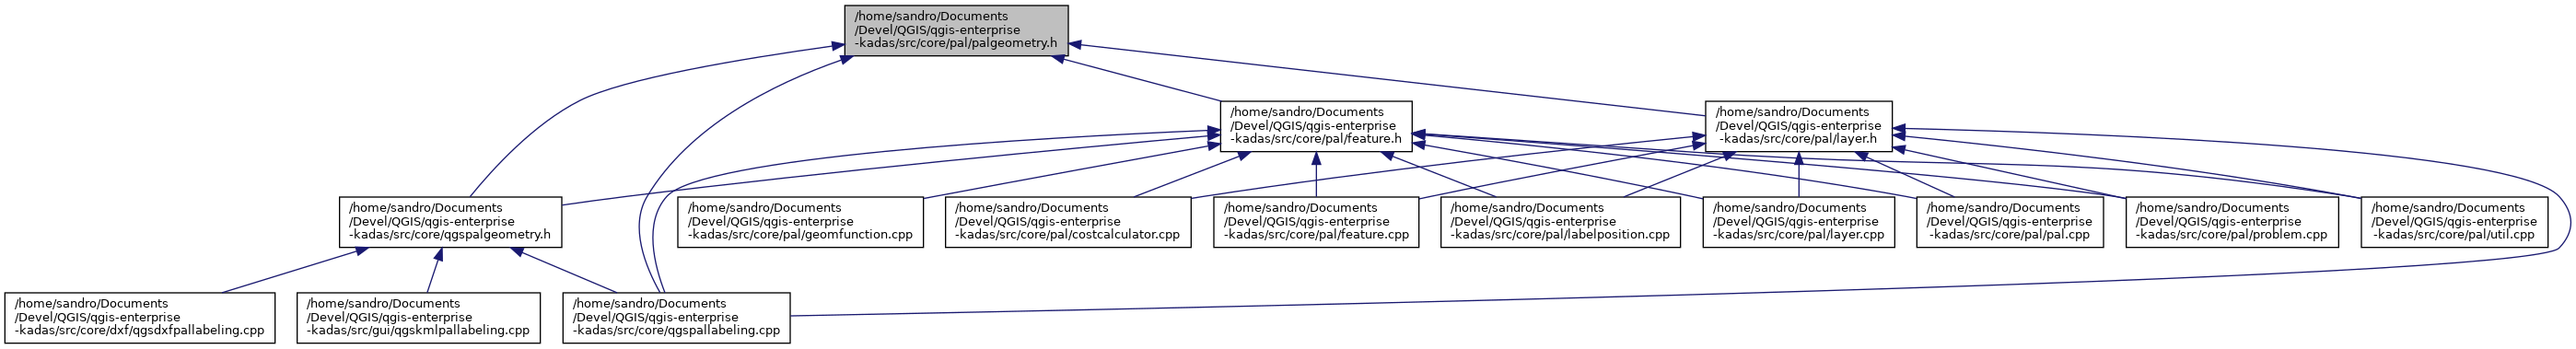 /home/sandro/Documents
/Devel/QGIS/qgis-enterprise
-kadas/src/core/pal/palgeometry.h
/home/sandro/Documents
/Devel/QGIS/qgis-enterprise
-kadas/src/core/pal/feature.h
/home/sandro/Documents
/Devel/QGIS/qgis-enterprise
-kadas/src/core/pal/layer.h
/home/sandro/Documents
/Devel/QGIS/qgis-enterprise
-kadas/src/core/qgspalgeometry.h
/home/sandro/Documents
/Devel/QGIS/qgis-enterprise
-kadas/src/core/pal/geomfunction.cpp
/home/sandro/Documents
/Devel/QGIS/qgis-enterprise
-kadas/src/core/pal/costcalculator.cpp
/home/sandro/Documents
/Devel/QGIS/qgis-enterprise
-kadas/src/core/pal/feature.cpp
/home/sandro/Documents
/Devel/QGIS/qgis-enterprise
-kadas/src/core/pal/labelposition.cpp
/home/sandro/Documents
/Devel/QGIS/qgis-enterprise
-kadas/src/core/pal/layer.cpp
/home/sandro/Documents
/Devel/QGIS/qgis-enterprise
-kadas/src/core/pal/pal.cpp
/home/sandro/Documents
/Devel/QGIS/qgis-enterprise
-kadas/src/core/pal/problem.cpp
/home/sandro/Documents
/Devel/QGIS/qgis-enterprise
-kadas/src/core/pal/util.cpp
/home/sandro/Documents
/Devel/QGIS/qgis-enterprise
-kadas/src/core/dxf/qgsdxfpallabeling.cpp
/home/sandro/Documents
/Devel/QGIS/qgis-enterprise
-kadas/src/gui/qgskmlpallabeling.cpp
/home/sandro/Documents
/Devel/QGIS/qgis-enterprise
-kadas/src/core/qgspallabeling.cpp